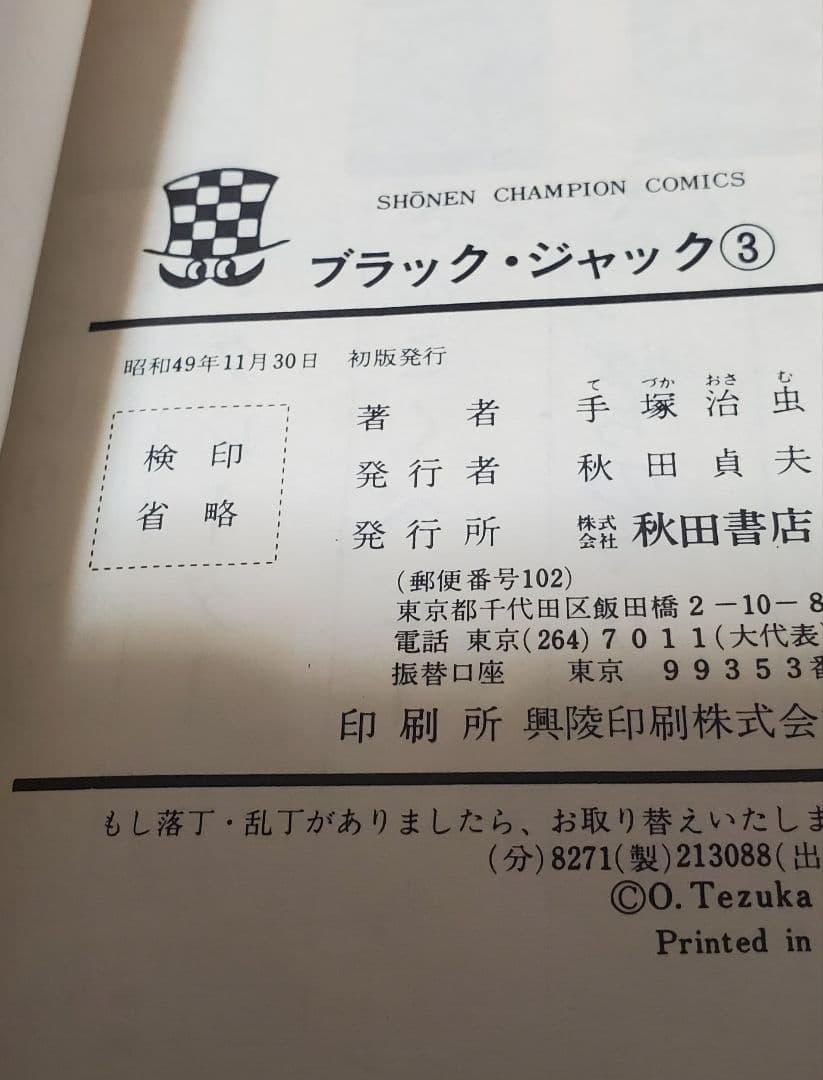 SHŌNEN CHAMPION COMICS
ブラック・ジャック③
昭和49年11月30日 初版発行
検印
省略
てづかおさむ
著者 手塚治虫
発行者 秋田貞夫
発行所 株式会社 秋田書店
(郵便番号102)
東京都千代田区飯田橋2-10-8
電話 東京(264)7011(大代表)
振替口座 東京 99353番
印刷所 興陵印刷株式会
もし落丁・乱丁がありましたら、お取り替えいたしま
(分)8271(製)213088(出
©O. Tezuka
Printed in